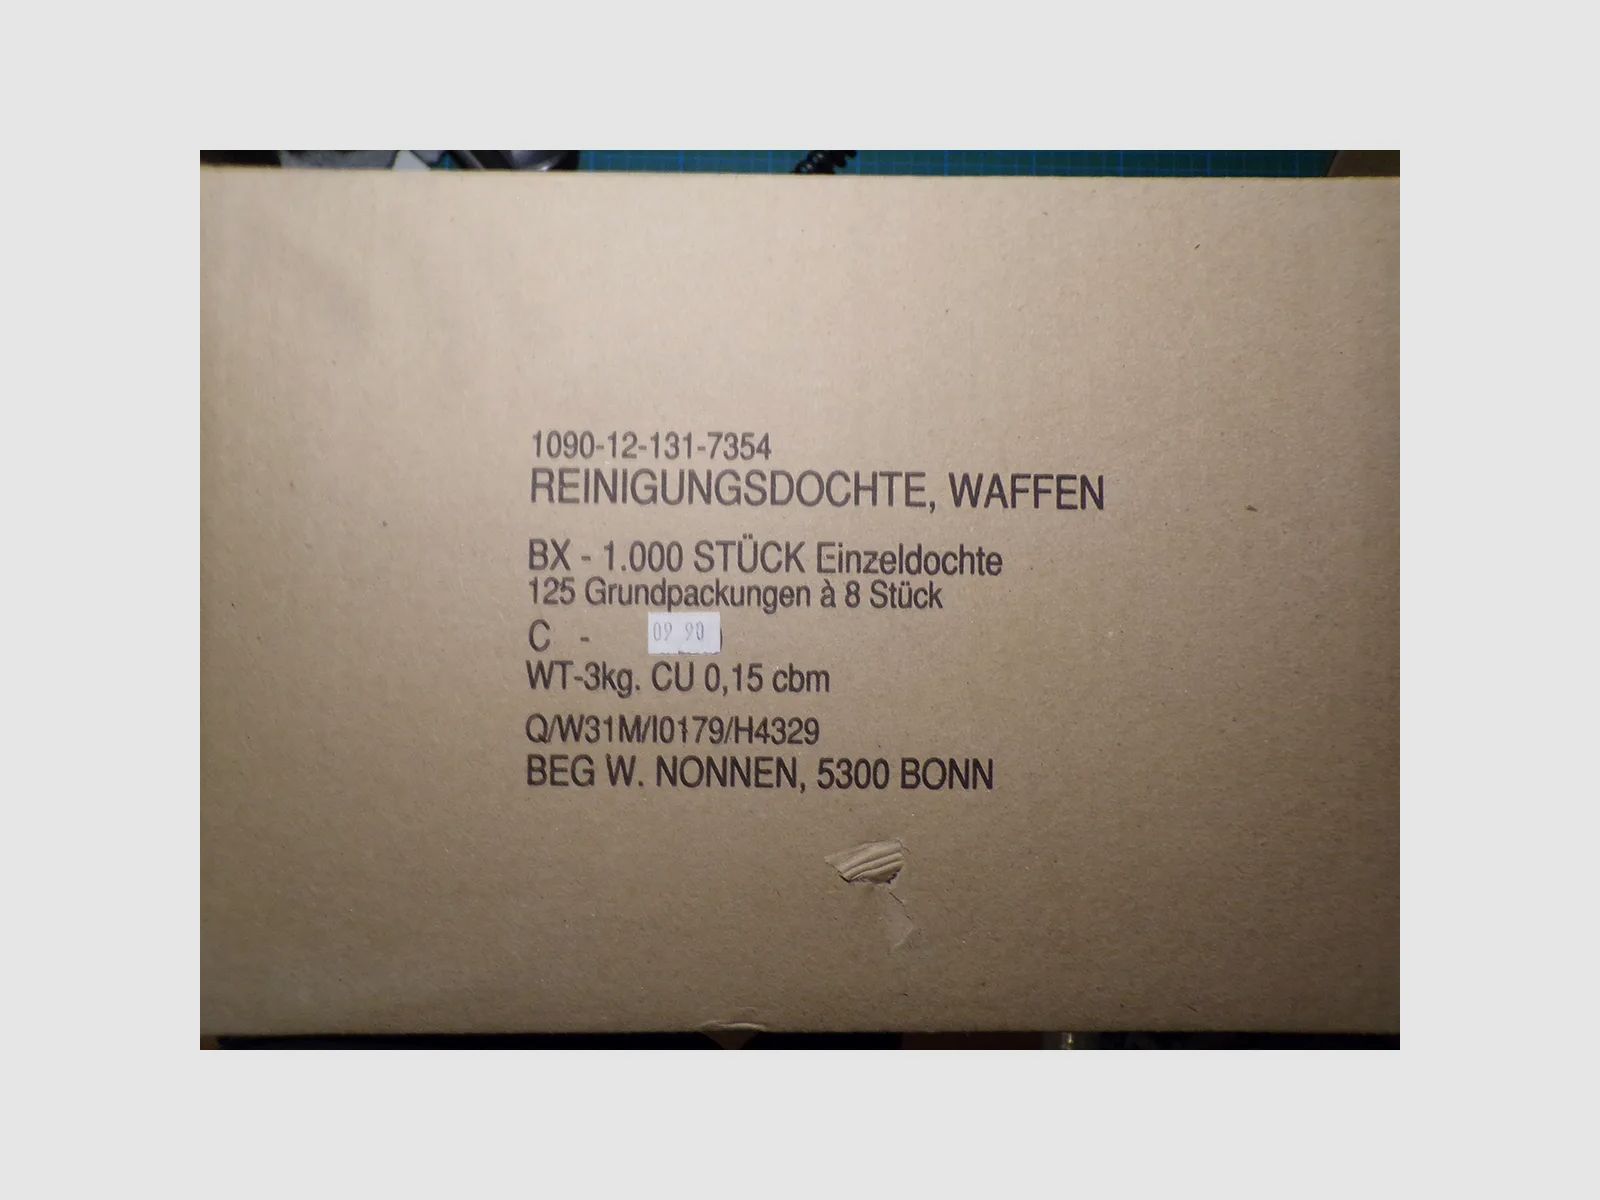 1090-12-131-7354
REINIGUNGSDOCHTE, WAFFEN
BX - 1.000 STÜCK Einzeldochte
125 Grundpackungen à 8 Stück
C - 09 90
WT-3kg. CU 0,15 cbm
Q/W31M/I0179/H4329
BEG W. NONNEN, 5300 BONN